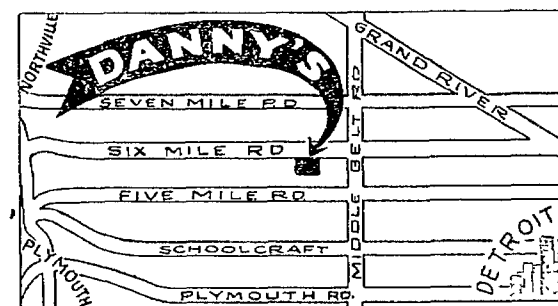 NORTHVILLE
DANNY'S
GRAND RIVER
SEVEN MILE RD
SIX MILE RD
MIDDLE BELT RD
FIVE MILE RD
SCHOOLCRAFT
DETROIT
PLYMOUTH
PLYMOUTH RD.